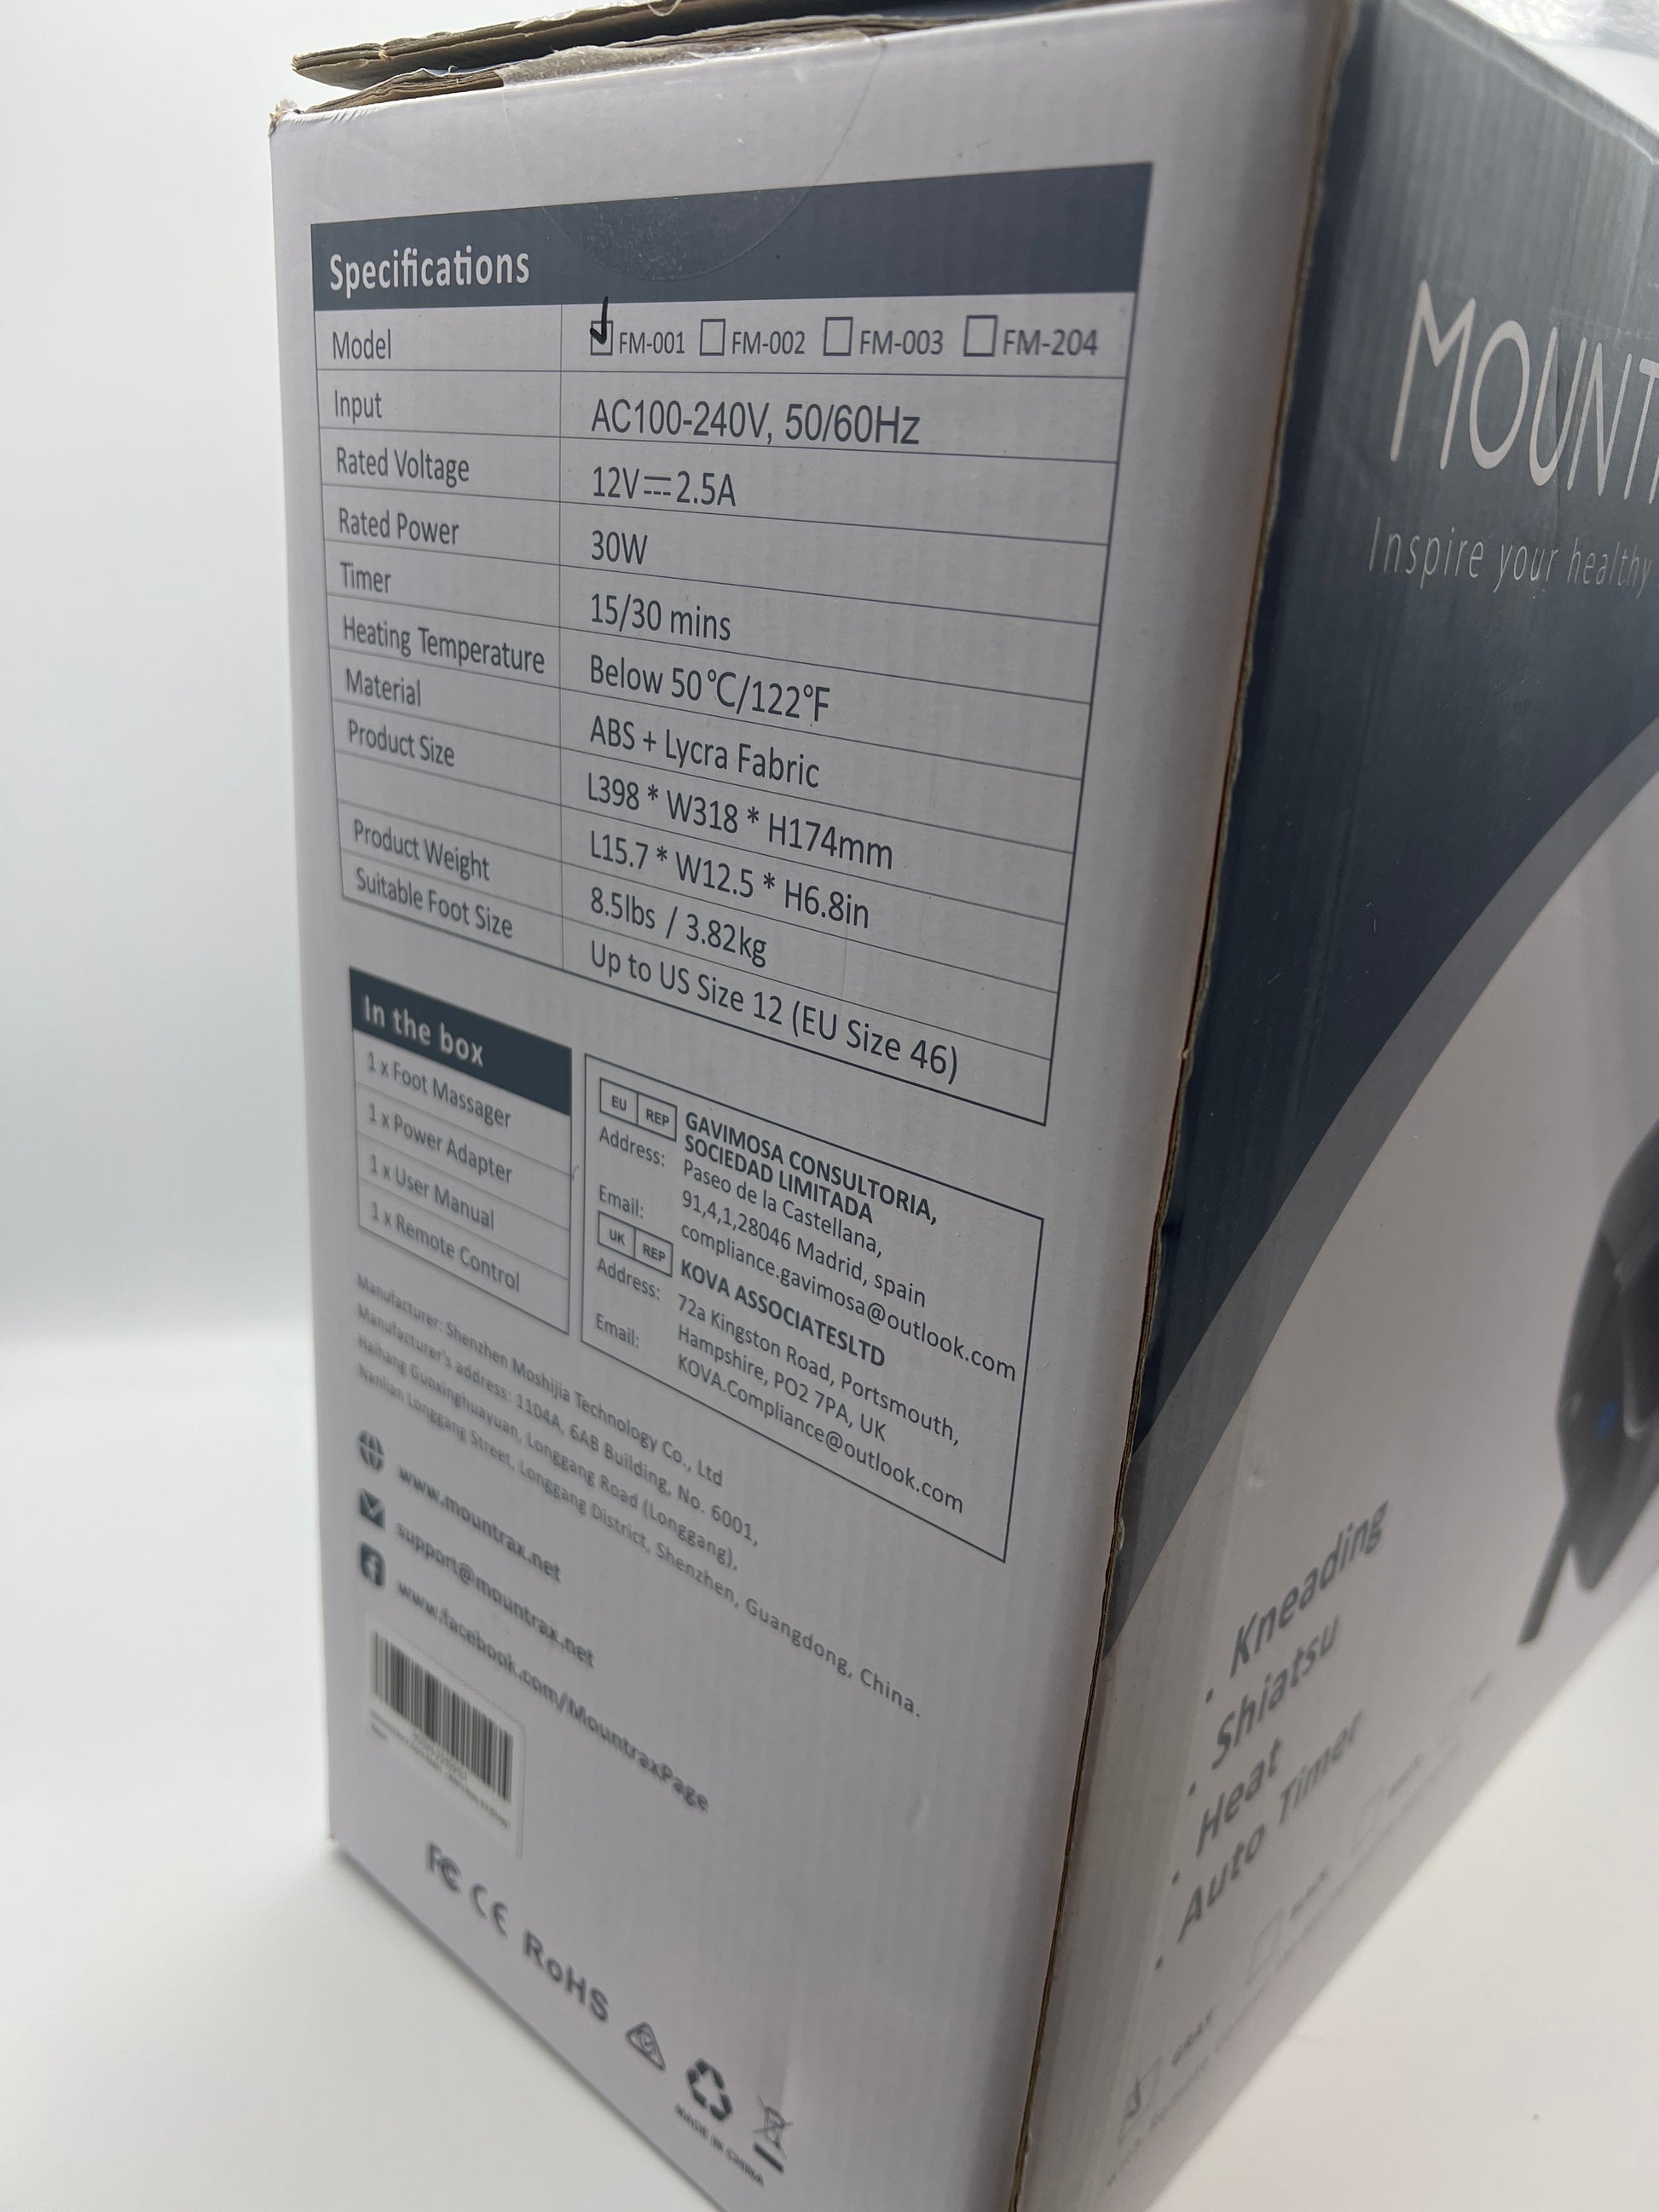 Specifications
Model FM-001 FM-002 FM-003 FM-204
Input AC100-240V, 50/60Hz
Rated Voltage 12V⎓2.5A
Rated Power 30W
Timer 15/30 mins
Heating Temperature Below 50℃/122℉
Material ABS + Lycra Fabric
Product Size L398 * W318 * H174mm
L15.7 * W12.5 * H6.8in
Product Weight 8.5lbs / 3.82kg
Suitable Foot Size Up to US Size 12 (EU Size 46)
In the box
1 x Foot Massager
1 x Power Adapter
1 x User Manual
1 x Remote Control
EU REP GAVIMOSA CONSULTORIA,
SOCIEDAD LIMITADA
Address: Paseo de la Castellana,
91,4,1,28046 Madrid, spain
Email: compliance.gavimosa@outlook.com
UK REP KOVA ASSOCIATESLTD
Address: 72a Kingston Road, Portsmouth,
Hampshire, PO2 7PA, UK
Email: KOVA.Compliance@outlook.com
Manufacturer: Shenzhen Moshijia Technology Co., Ltd
Manufacturer's address: 1104A, 6AB Building, No. 6001,
Haihang Guoxinghuayuan, Longgang Road (Longgang),
Nanlian Longgang Street, Longgang District, Shenzhen, Guangdong, China.
www.mountrax.net
support@mountrax.net
www.facebook.com/MountraxPage
FC CE RoHS
MADE IN CHINA
MOUNT
Inspire your healthy
· Kneading
· Shiatsu
· Heat
· Auto Timer
GRAY
BLACK